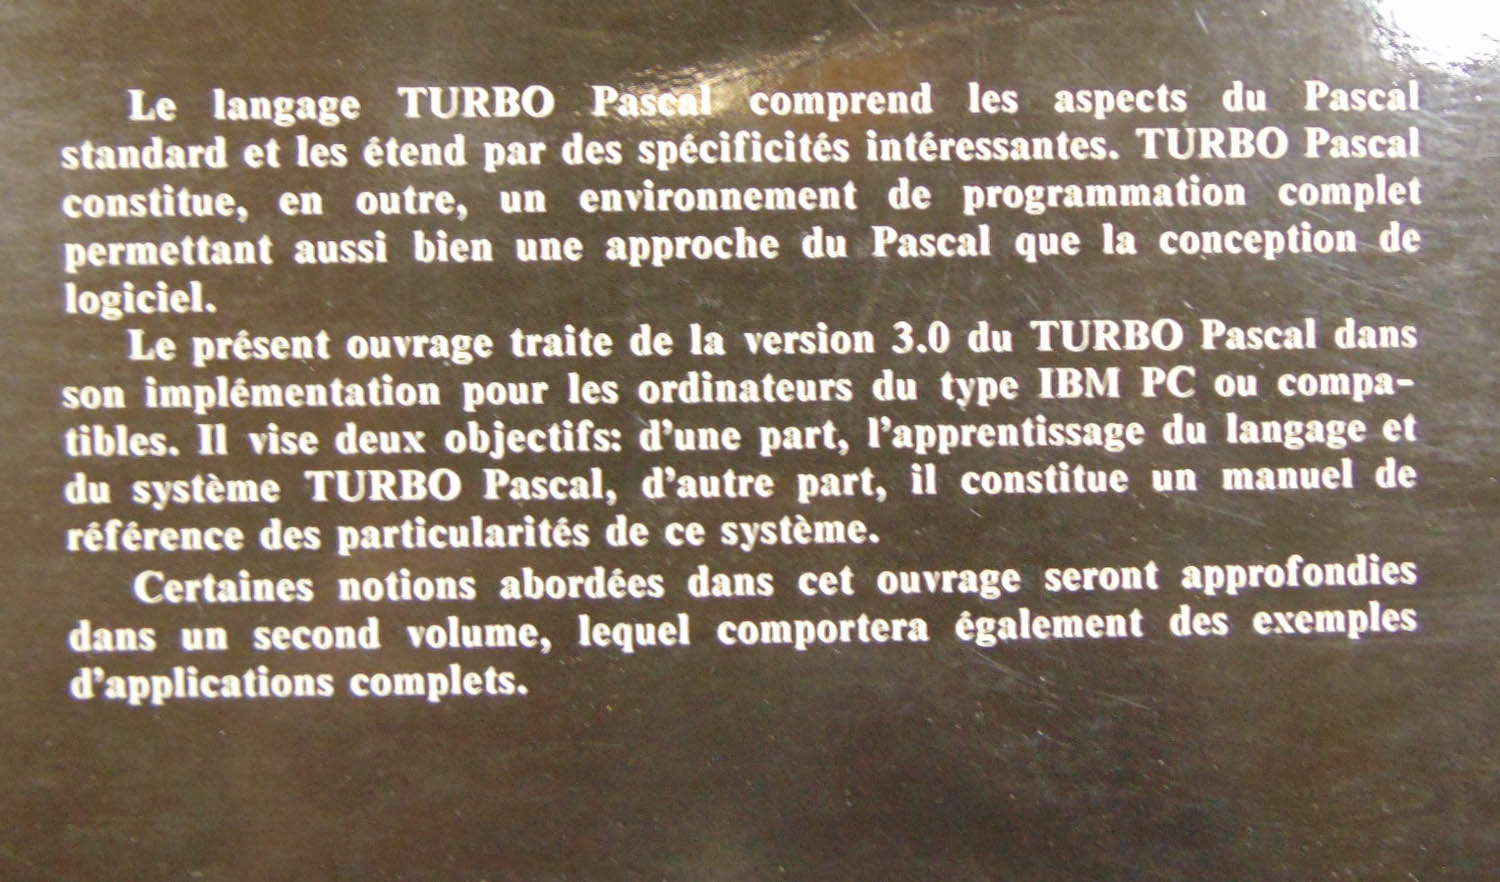 Le langage TURBO Pascal comprend les aspects du Pascal
standard et les étend par des spécificités intéressantes. TURBO Pascal
constitue, en outre, un environnement de programmation complet
permettant aussi bien une approche du Pascal que la conception de
logiciel.
Le présent ouvrage traite de la version 3.0 du TURBO Pascal dans
son implémentation pour les ordinateurs du type IBM PC ou compa-
tibles. Il vise deux objectifs: d'une part, l'apprentissage du langage et
du système TURBO Pascal, d'autre part, il constitue un manuel de
référence des particularités de ce système.
Certaines notions abordées dans cet ouvrage seront approfondies
dans un second volume, lequel comportera également des exemples
d'applications complets.